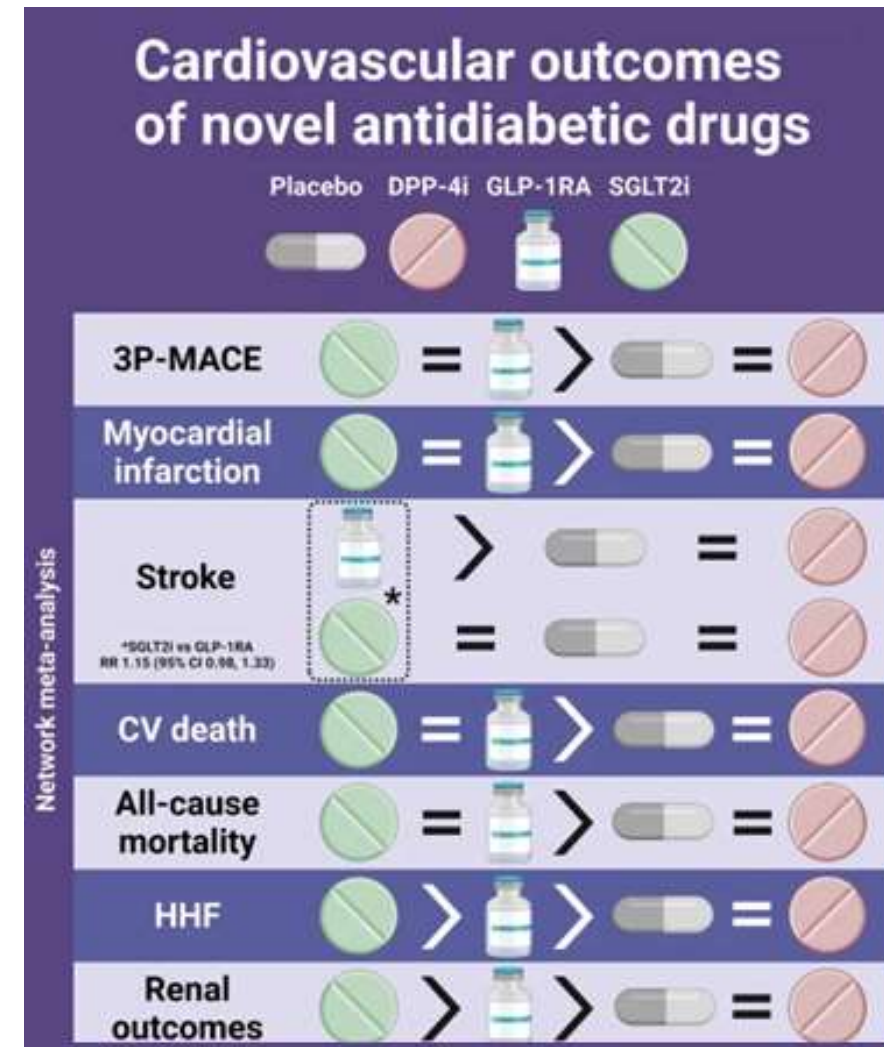 Cardiovascular outcomes
of novel antidiabetic drugs
Placebo DPP-4i GLP-1RA SGLT2i
Network meta-analysis
3P-MACE
= > =
Myocardial
infarction
= > =
Stroke
> =
*
= =
*SGLT2i vs GLP-1RA
RR 1.15 (95% CI 0.98, 1.33)
CV death
= > =
All-cause
mortality
= > =
HHF
> > =
Renal
outcomes
> > =